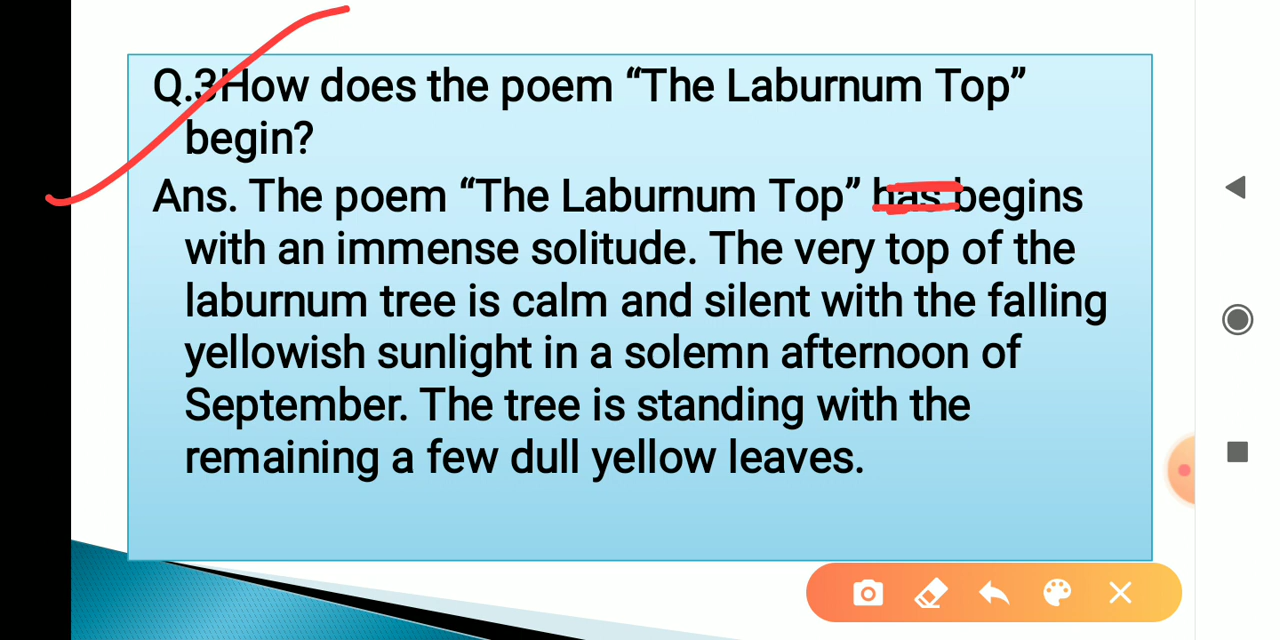 Q.3How does the poem “The Laburnum Top”
begin?
Ans. The poem “The Laburnum Top” has begins
with an immense solitude. The very top of the
laburnum tree is calm and silent with the falling
yellowish sunlight in a solemn afternoon of
September. The tree is standing with the
remaining a few dull yellow leaves.